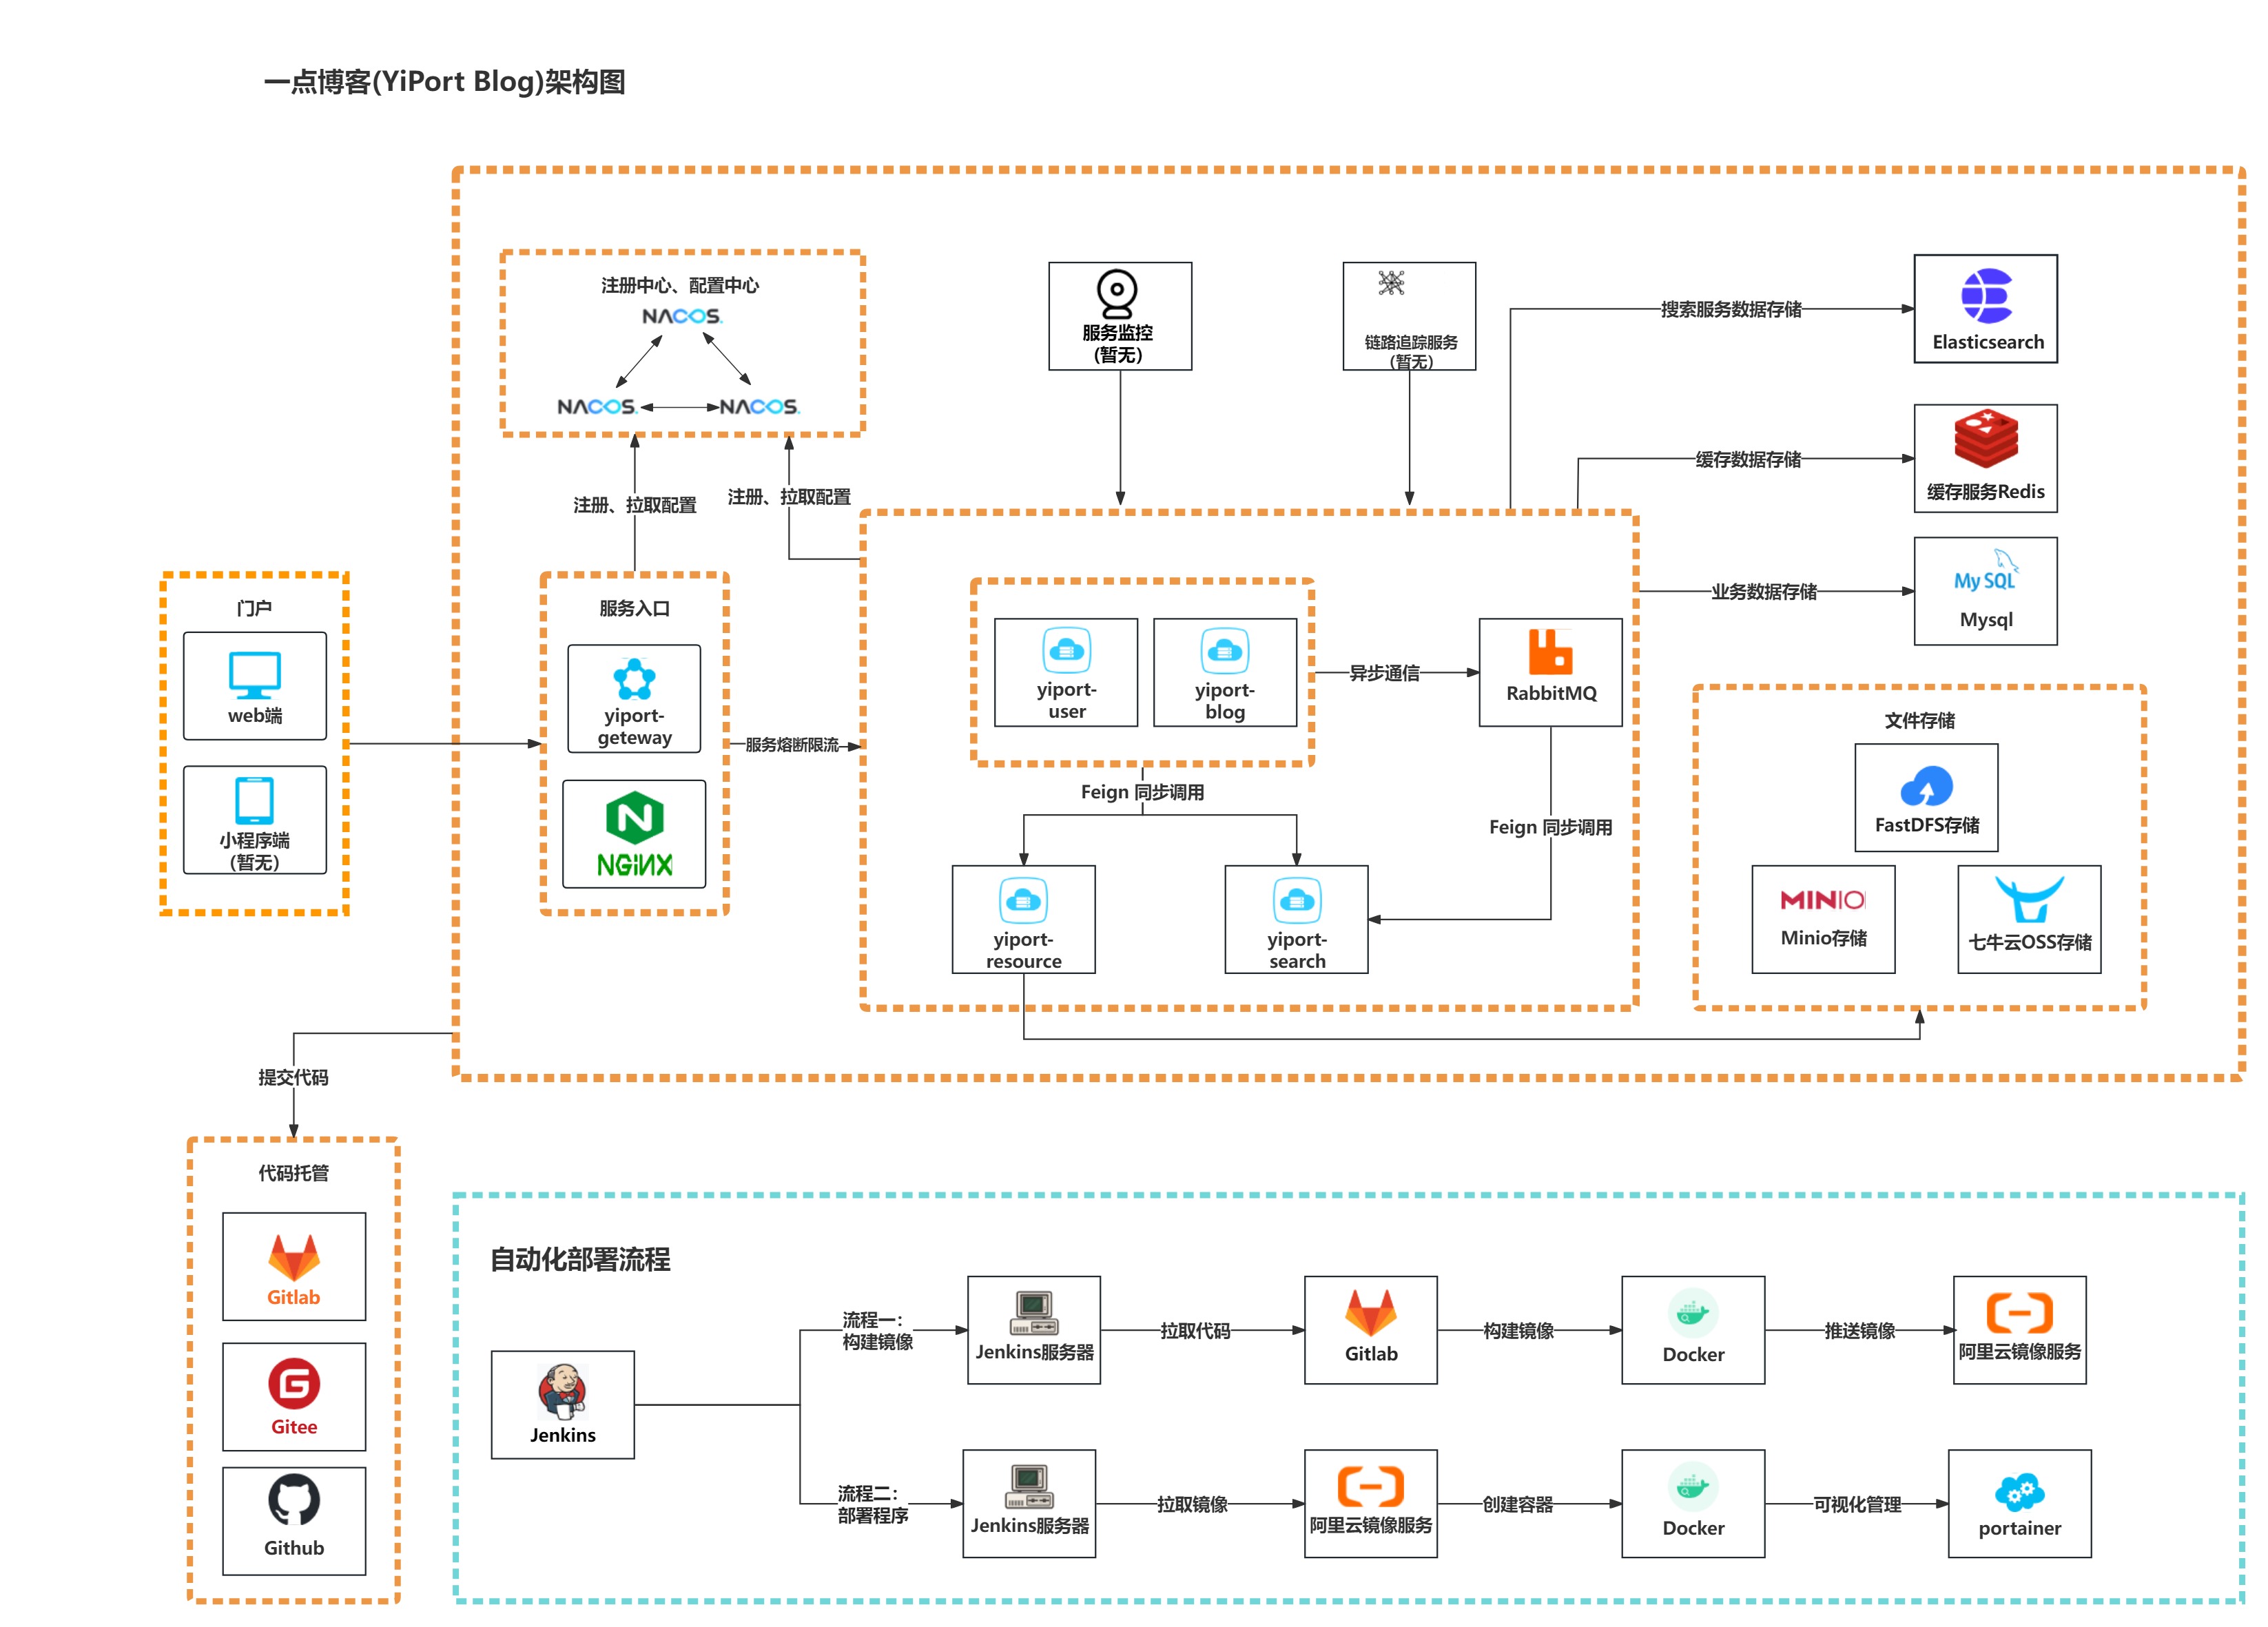 一点博客(YiPort Blog)架构图
注册中心、配置中心
NACOS.
NACOS.
NACOS.
服务监控
(暂无)
链路追踪服务
(暂无)
搜索服务数据存储
Elasticsearch
缓存数据存储
缓存服务Redis
注册、拉取配置
注册、拉取配置
业务数据存储
My SQL
Mysql
门户
web端
小程序端
(暂无)
服务入口
yiport-
geteway
NGiNX
服务熔断限流
yiport-
user
yiport-
blog
异步通信
RabbitMQ
Feign 同步调用
Feign 同步调用
yiport-
resource
yiport-
search
文件存储
FastDFS存储
MINIO
Minio存储
七牛云OSS存储
提交代码
代码托管
Gitlab
Gitee
Github
自动化部署流程
Jenkins
流程一：
构建镜像
Jenkins服务器
拉取代码
Gitlab
构建镜像
Docker
推送镜像
阿里云镜像服务
流程二：
部署程序
Jenkins服务器
拉取镜像
阿里云镜像服务
创建容器
Docker
可视化管理
portainer